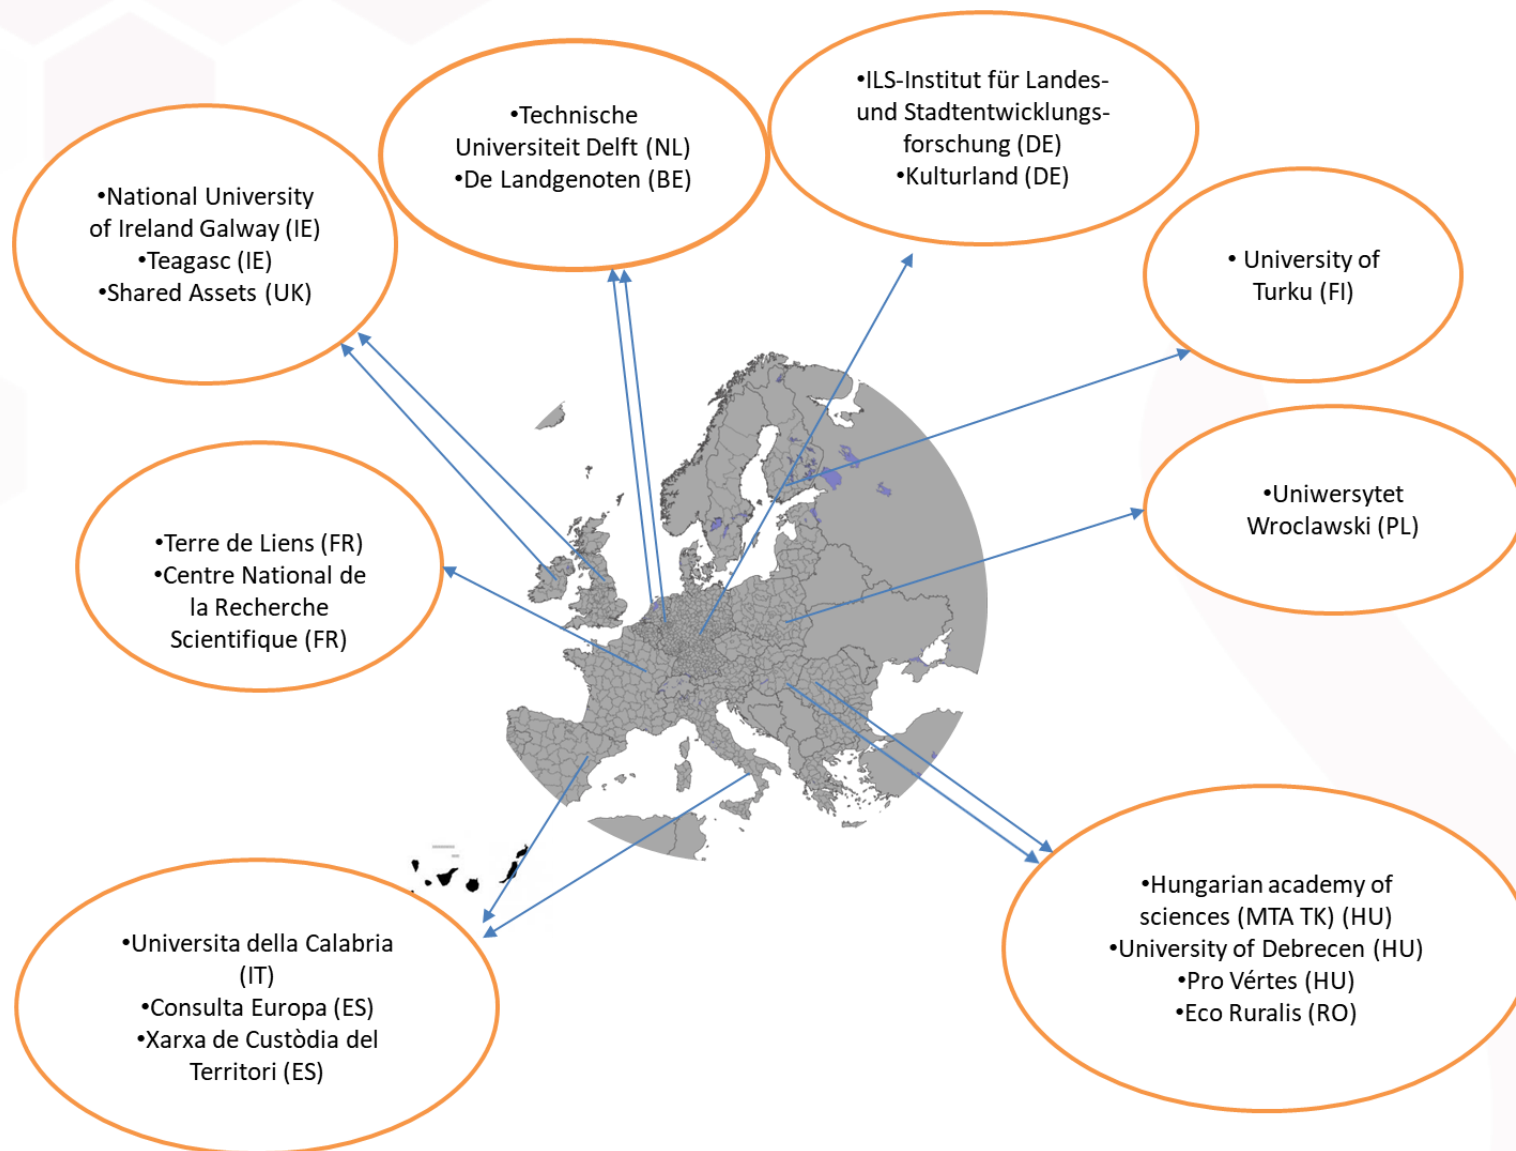 •National University
of Ireland Galway (IE)
•Teagasc (IE)
•Shared Assets (UK)
•Technische
Universiteit Delft (NL)
•De Landgenoten (BE)
•ILS-Institut für Landes-
und Stadtentwicklungs-
forschung (DE)
•Kulturland (DE)
• University of
Turku (FI)
•Uniwersytet
Wroclawski (PL)
•Terre de Liens (FR)
•Centre National de
la Recherche
Scientifique (FR)
•Universita della Calabria
(IT)
•Consulta Europa (ES)
•Xarxa de Custòdia del
Territori (ES)
•Hungarian academy of
sciences (MTA TK) (HU)
•University of Debrecen (HU)
•Pro Vértes (HU)
•Eco Ruralis (RO)